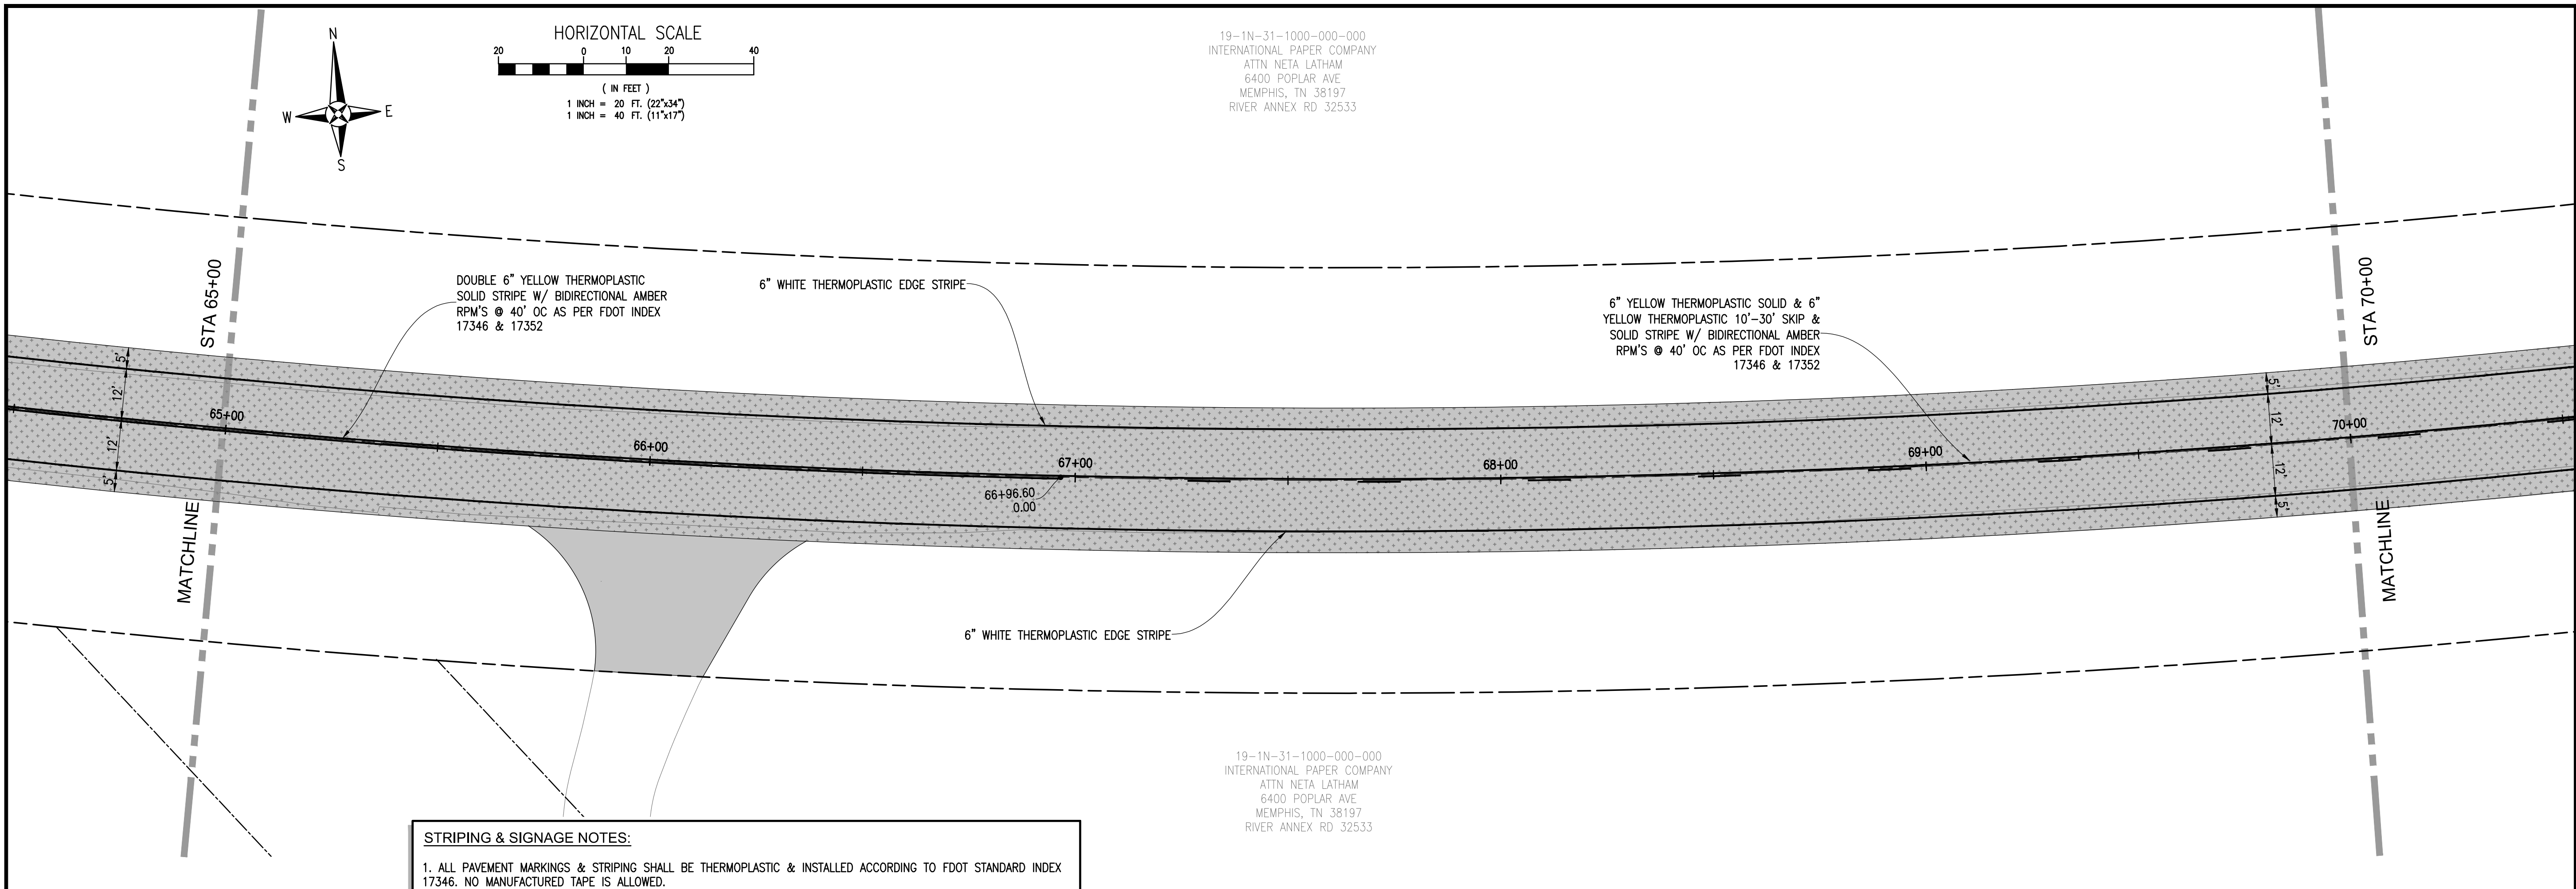 N
W
E
S
HORIZONTAL SCALE
20 0 10 20 40
( IN FEET )
1 INCH = 20 FT. (22"x34")
1 INCH = 40 FT. (11"x17")
19-1N-31-1000-000-000
INTERNATIONAL PAPER COMPANY
ATTN NETA LATHAM
6400 POPLAR AVE
MEMPHIS, TN 38197
RIVER ANNEX RD 32533
STA 65+00
MATCHLINE
DOUBLE 6" YELLOW THERMOPLASTIC
SOLID STRIPE W/ BIDIRECTIONAL AMBER
RPM'S @ 40' OC AS PER FDOT INDEX
17346 & 17352
6" WHITE THERMOPLASTIC EDGE STRIPE
6" YELLOW THERMOPLASTIC SOLID & 6"
YELLOW THERMOPLASTIC 10'-30' SKIP &
SOLID STRIPE W/ BIDIRECTIONAL AMBER
RPM'S @ 40' OC AS PER FDOT INDEX
17346 & 17352
STA 70+00
MATCHLINE
5'
12'
12'
5'
65+00
66+00
67+00
68+00
69+00
70+00
66+96.60
0.00
5'
12'
12'
5'
6" WHITE THERMOPLASTIC EDGE STRIPE
19-1N-31-1000-000-000
INTERNATIONAL PAPER COMPANY
ATTN NETA LATHAM
6400 POPLAR AVE
MEMPHIS, TN 38197
RIVER ANNEX RD 32533
STRIPING & SIGNAGE NOTES:
1. ALL PAVEMENT MARKINGS & STRIPING SHALL BE THERMOPLASTIC & INSTALLED ACCORDING TO FDOT STANDARD INDEX
17346. NO MANUFACTURED TAPE IS ALLOWED.